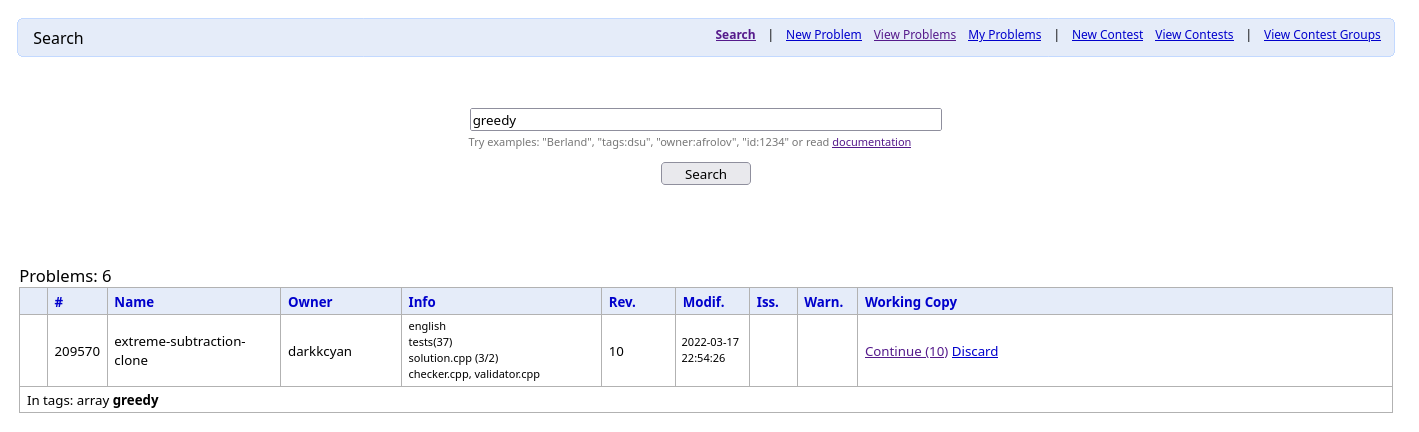 Search
Search | New Problem View Problems My Problems | New Contest View Contests | View Contest Groups
greedy
Try examples: "Berland", "tags:dsu", "owner:afrolov", "id:1234" or read documentation
Search
Problems: 6
# Name Owner Info Rev. Modif. Iss. Warn. Working Copy
209570
extreme-subtraction-
clone
darkkcyan
english
tests(37)
solution.cpp (3/2)
checker.cpp, validator.cpp
10
2022-03-17
22:54:26
Continue (10) Discard
In tags: array greedy